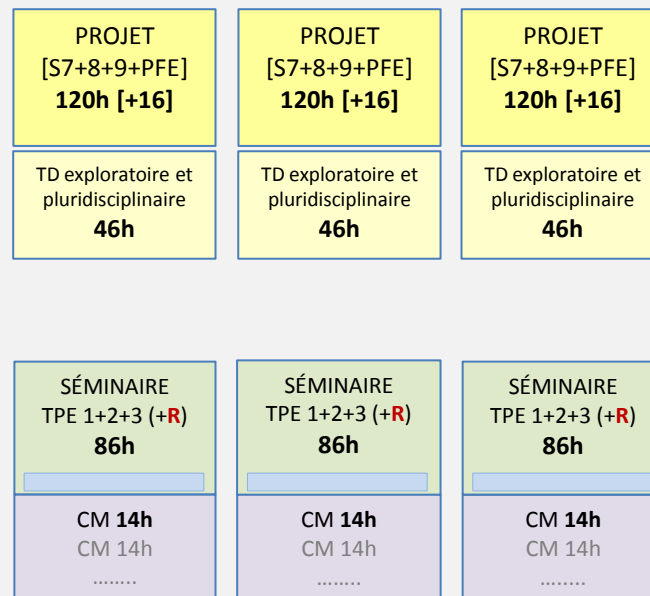 PROJET
[S7+8+9+PFE]
120h [+16]
PROJET
[S7+8+9+PFE]
120h [+16]
PROJET
[S7+8+9+PFE]
120h [+16]
TD exploratoire et
pluridisciplinaire
46h
TD exploratoire et
pluridisciplinaire
46h
TD exploratoire et
pluridisciplinaire
46h
SÉMINAIRE
TPE 1+2+3 (+R)
86h
SÉMINAIRE
TPE 1+2+3 (+R)
86h
SÉMINAIRE
TPE 1+2+3 (+R)
86h
CM 14h
CM 14h
........
CM 14h
CM 14h
........
CM 14h
CM 14h
........